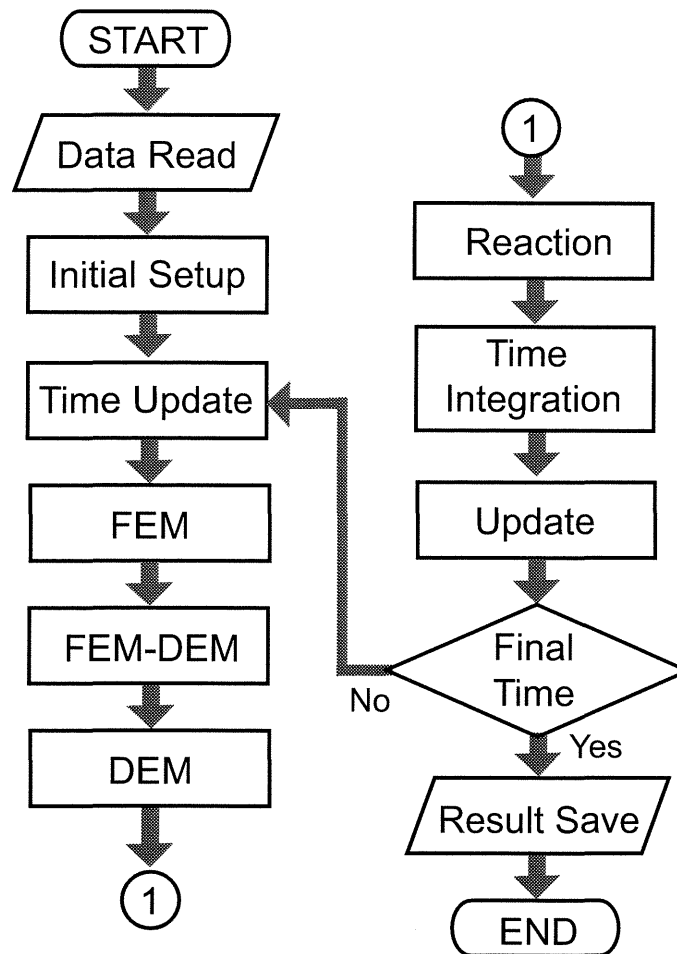 START
Data Read
Initial Setup
Time Update
FEM
FEM-DEM
DEM
1
1
Reaction
Time
Integration
Update
Final
Time
No
Yes
Result Save
END